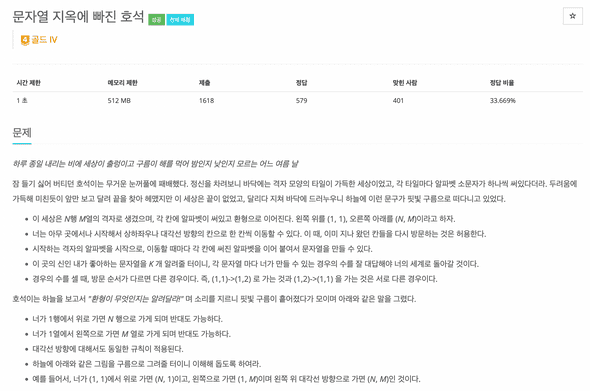 문자열 지옥에 빠진 호석 성공 스페셜 저지
4 골드 IV
시간 제한 메모리 제한 제출 정답 맞힌 사람 정답 비율
1 초 512 MB 1618 579 401 33.669%
문제
하루 종일 내리는 비에 세상이 출렁이고 구름이 해를 먹어 밤인지 낮인지 모르는 어느 여름 날
잠 들기 싫어 버티던 호석이는 무거운 눈꺼풀에 패배했다. 정신을 차려보니 바닥에는 격자 모양의 타일이 가득한 세상이었고, 각 타일마다 알파벳 소문자가 하나씩 써있다더라. 두려움에
가득해 미친듯이 앞만 보고 달려 끝을 찾아 헤맸지만 이 세상은 끝이 없었고, 달리다 지쳐 바닥에 드러누우니 하늘에 이런 문구가 핏빛 구름으로 떠다니고 있었다.
• 이 세상은 N행 M열의 격자로 생겼으며, 각 칸에 알파벳이 써있고 환형으로 이어진다. 왼쪽 위를 (1, 1), 오른쪽 아래를 (N, M)이라고 하자.
• 너는 아무 곳에서나 시작해서 상하좌우나 대각선 방향의 칸으로 한 칸씩 이동할 수 있다. 이 때, 이미 지나 왔던 칸들을 다시 방문하는 것은 허용한다.
• 시작하는 격자의 알파벳을 시작으로, 이동할 때마다 각 칸에 써진 알파벳을 이어 붙여서 문자열을 만들 수 있다.
• 이 곳의 신인 내가 좋아하는 문자열을 K 개 알려줄 터이니, 각 문자열 마다 너가 만들 수 있는 경우의 수를 잘 대답해야 너의 세계로 돌아갈 것이다.
• 경우의 수를 셀 때, 방문 순서가 다르면 다른 경우이다. 즉, (1,1)->(1,2) 로 가는 것과 (1,2)->(1,1) 을 가는 것은 서로 다른 경우이다.
호석이는 하늘을 보고서 "환형이 무엇인지는 알려달라!" 며 소리를 지르니 핏빛 구름이 흩어졌다가 모이며 아래와 같은 말을 그렸다.
• 너가 1행에서 위로 가면 N 행으로 가게 되며 반대도 가능하다.
• 너가 1열에서 왼쪽으로 가면 M 열로 가게 되며 반대도 가능하다.
• 대각선 방향에 대해서도 동일한 규칙이 적용된다.
• 하늘에 아래와 같은 그림을 구름으로 그려줄 터이니 이해해 돕도록 하여라.
• 예를 들어서, 너가 (1, 1)에서 위로 가면 (N, 1)이고, 왼쪽으로 가면 (1, M)이며 왼쪽 위 대각선 방향으로 가면 (N, M)인 것이다.